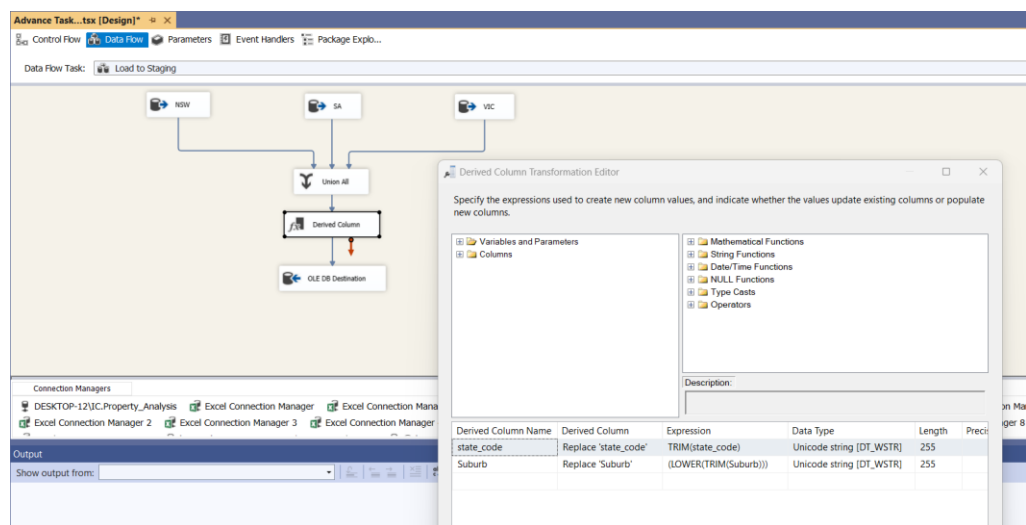 Advance Task...tsx [Design]*
Control Flow Data Flow Parameters Event Handlers Package Explo...
Data Flow Task: Load to Staging
NSW SA VIC
Union All
Derived Column
OLE DB Destination
Derived Column Transformation Editor
Specify the expressions used to create new column values, and indicate whether the values update existing columns or populate
new columns.
Variables and Parameters
Columns
Mathematical Functions
String Functions
Date/Time Functions
NULL Functions
Type Casts
Operators
Description:
Derived Column Name Derived Column Expression Data Type Length Precis
state_code Replace 'state_code' TRIM(state_code) Unicode string [DT_WSTR] 255
Suburb Replace 'Suburb' (LOWER(TRIM(Suburb))) Unicode string [DT_WSTR] 255
Connection Managers
DESKTOP-12\IC.Property_Analysis Excel Connection Manager Excel Connection Mana
Excel Connection Manager 2 Excel Connection Manager 3 Excel Connection Manager
on Ma
ger 8
Output
Show output from: